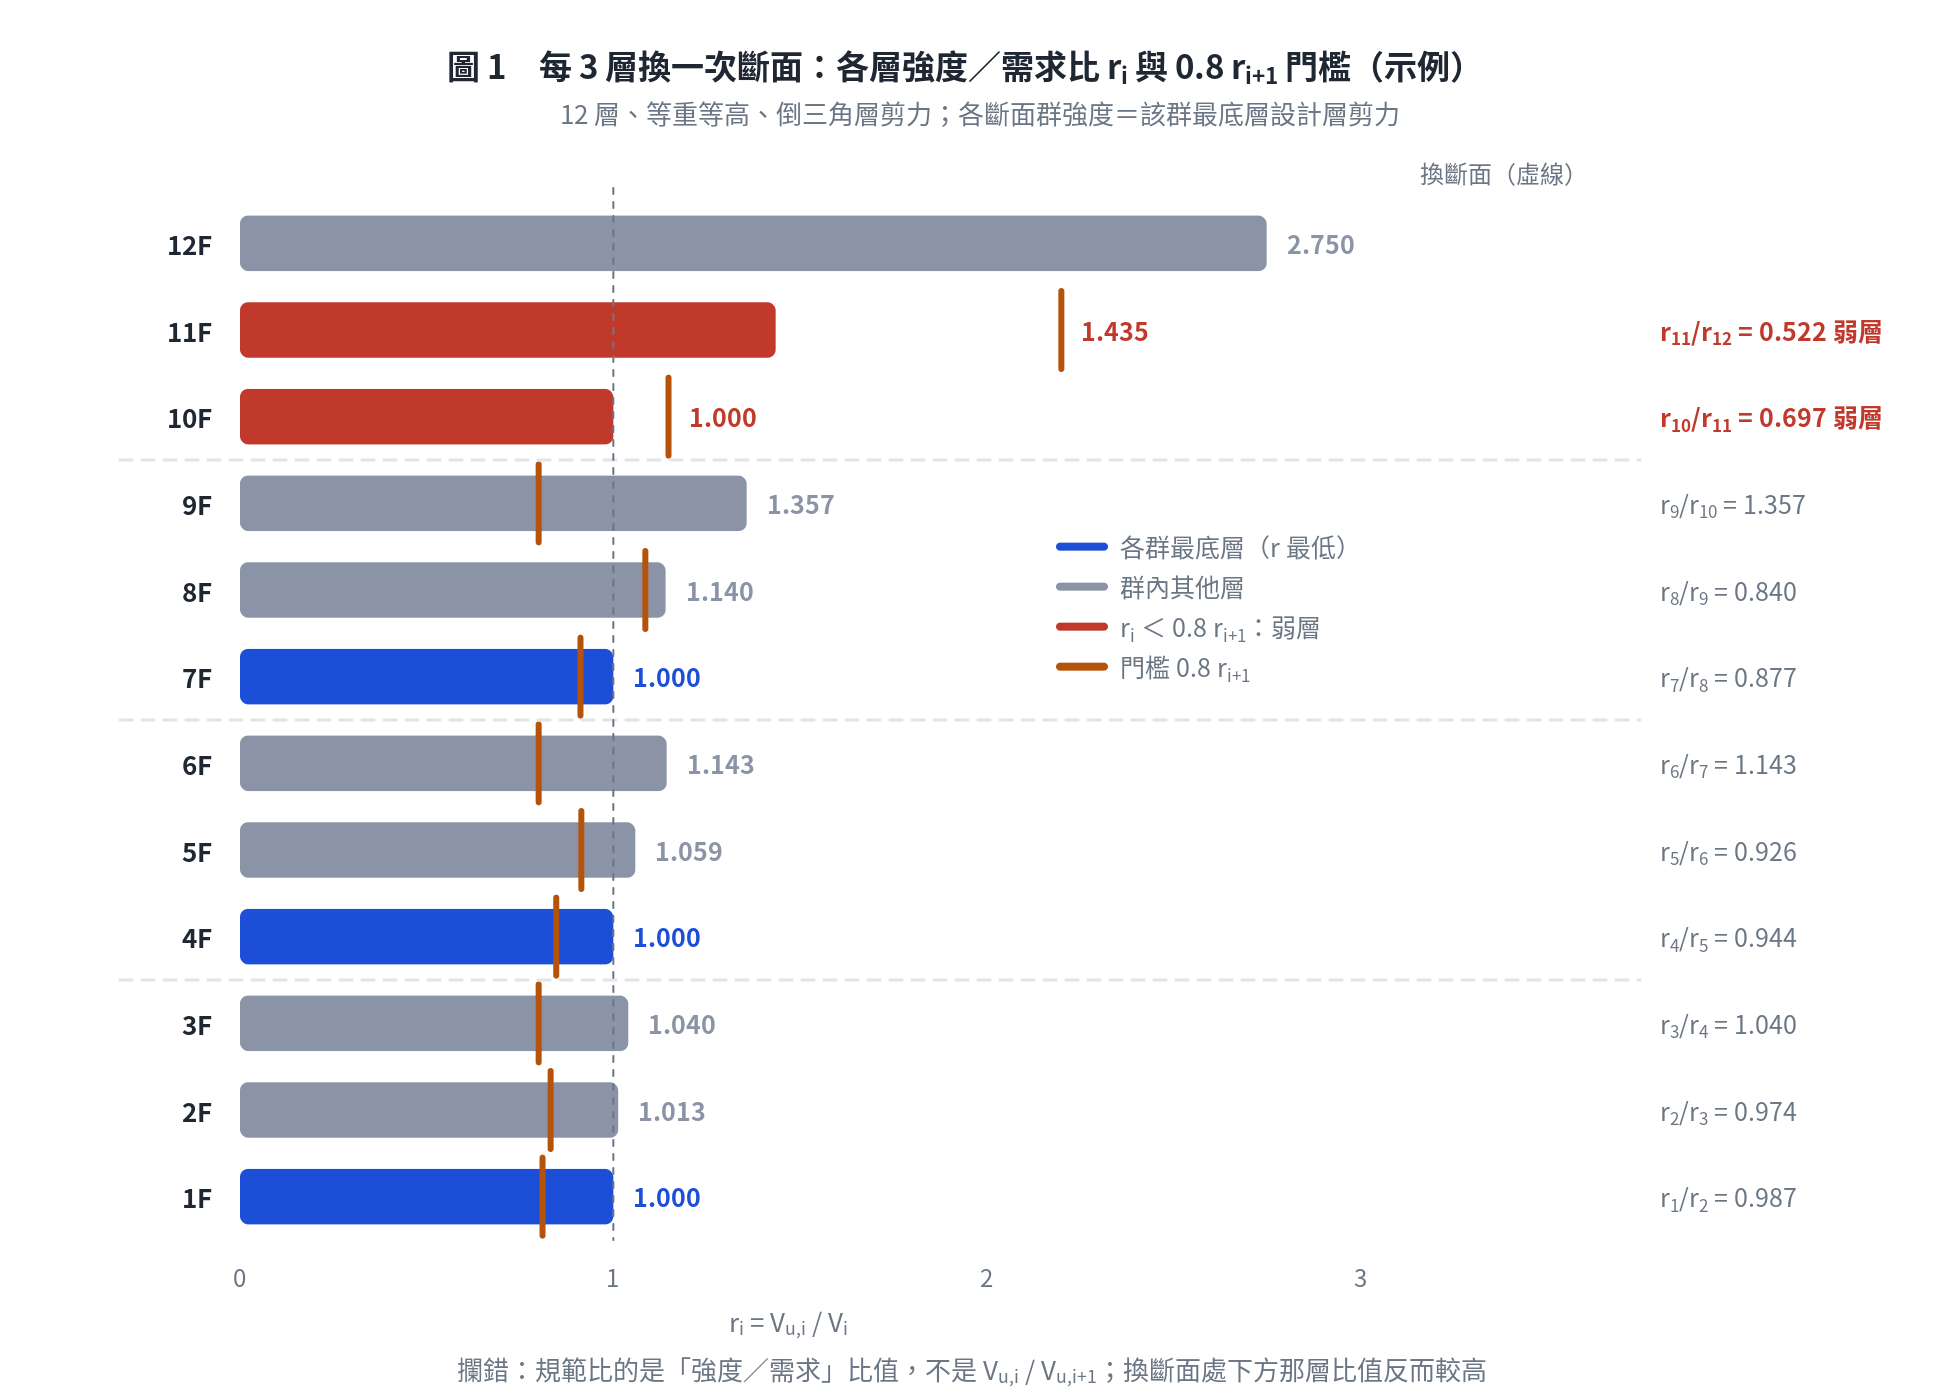 圖 1　每 3 層換一次斷面：各層強度／需求比 rᵢ 與 0.8 rᵢ₊₁ 門檻（示例）
12 層、等重等高、倒三角層剪力；各斷面群強度＝該群最底層設計層剪力
換斷面（虛線）
12F 2.750
11F 1.435 r₁₁/r₁₂ = 0.522 弱層
10F 1.000 r₁₀/r₁₁ = 0.697 弱層
9F 1.357 r₉/r₁₀ = 1.357
各群最底層（r 最低）
8F 1.140 群內其他層 r₈/r₉ = 0.840
rᵢ ＜ 0.8 rᵢ₊₁：弱層
7F 1.000 門檻 0.8 rᵢ₊₁ r₇/r₈ = 0.877
6F 1.143 r₆/r₇ = 1.143
5F 1.059 r₅/r₆ = 0.926
4F 1.000 r₄/r₅ = 0.944
3F 1.040 r₃/r₄ = 1.040
2F 1.013 r₂/r₃ = 0.974
1F 1.000 r₁/r₂ = 0.987
0 1 2 3
rᵢ = Vu,i / Vᵢ
攔錯：規範比的是「強度／需求」比值，不是 Vu,i / Vu,i+1；換斷面處下方那層比值反而較高